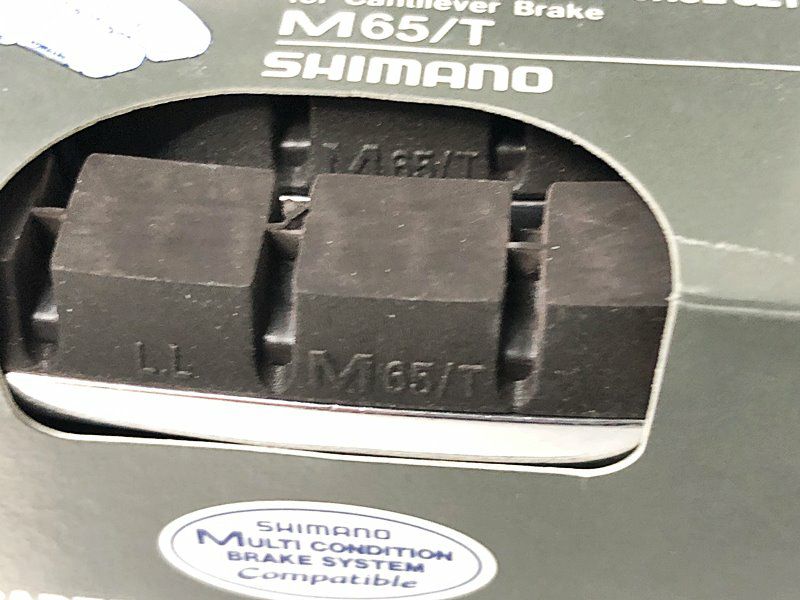 for Cantilever Brake
M65/T
SHIMANO
M65/T
L.L
M65/T
SHIMANO
MULTI CONDITION
BRAKE SYSTEM
Compatible